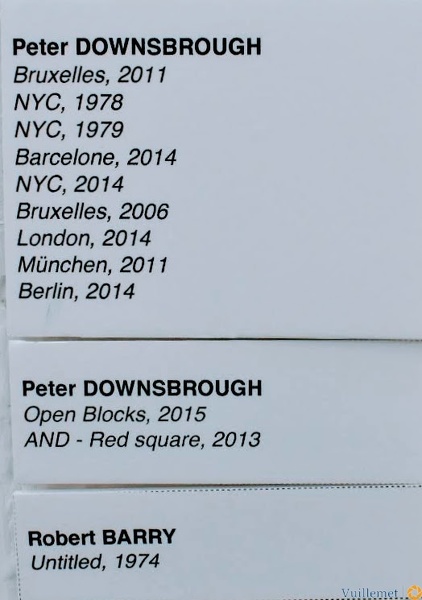 Peter DOWNSBROUGH
Bruxelles, 2011
NYC, 1978
NYC, 1979
Barcelone, 2014
NYC, 2014
Bruxelles, 2006
London, 2014
München, 2011
Berlin, 2014
Peter DOWNSBROUGH
Open Blocks, 2015
AND - Red square, 2013
Robert BARRY
Untitled, 1974
Vuillemet